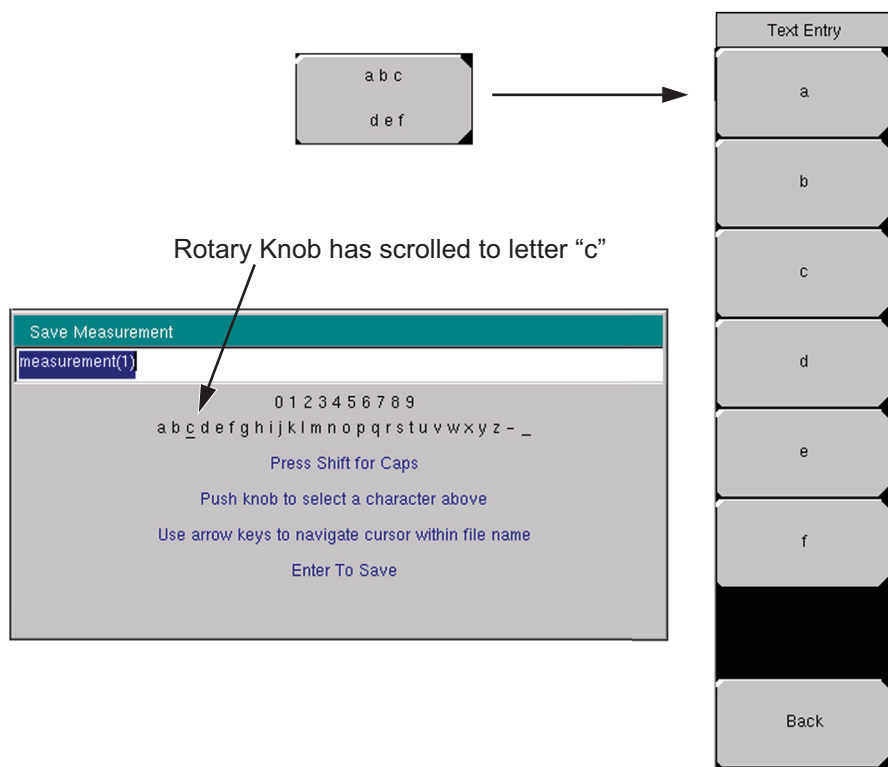 a b c
d e f
Text Entry
a
b
c
d
e
f
Back
Rotary Knob has scrolled to letter “c”
Save Measurement
measurement(1)
0 1 2 3 4 5 6 7 8 9
a b c d e f g h i j k l m n o p q r s t u v w x y z - _
Press Shift for Caps
Push knob to select a character above
Use arrow keys to navigate cursor within file name
Enter To Save